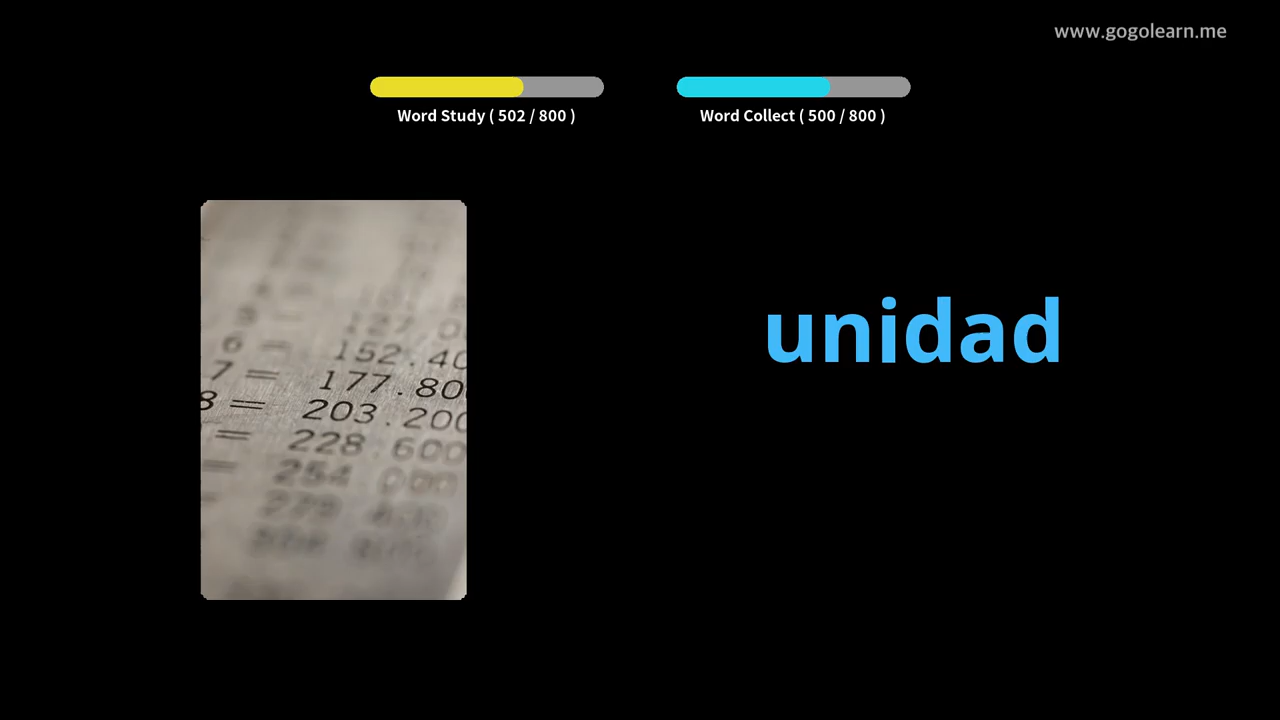 www.gogolearn.me
Word Study ( 502 / 800 )
Word Collect ( 500 / 800 )
unidad
6 = 152.40
7 = 177.80
8 = 203.200
= 228.600
= 254